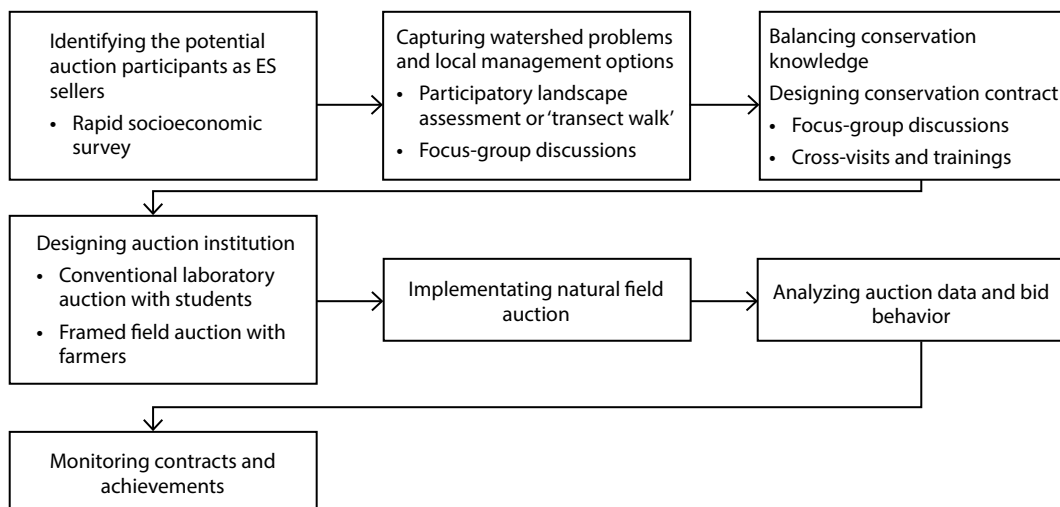 Identifying the potential
auction participants as ES
sellers
• Rapid socioeconomic
survey
Capturing watershed problems
and local management options
• Participatory landscape
assessment or ‘transect walk’
• Focus-group discussions
Balancing conservation
knowledge
Designing conservation contract
• Focus-group discussions
• Cross-visits and trainings
Designing auction institution
• Conventional laboratory
auction with students
• Framed field auction with
farmers
Implementating natural field
auction
Analyzing auction data and bid
behavior
Monitoring contracts and
achievements